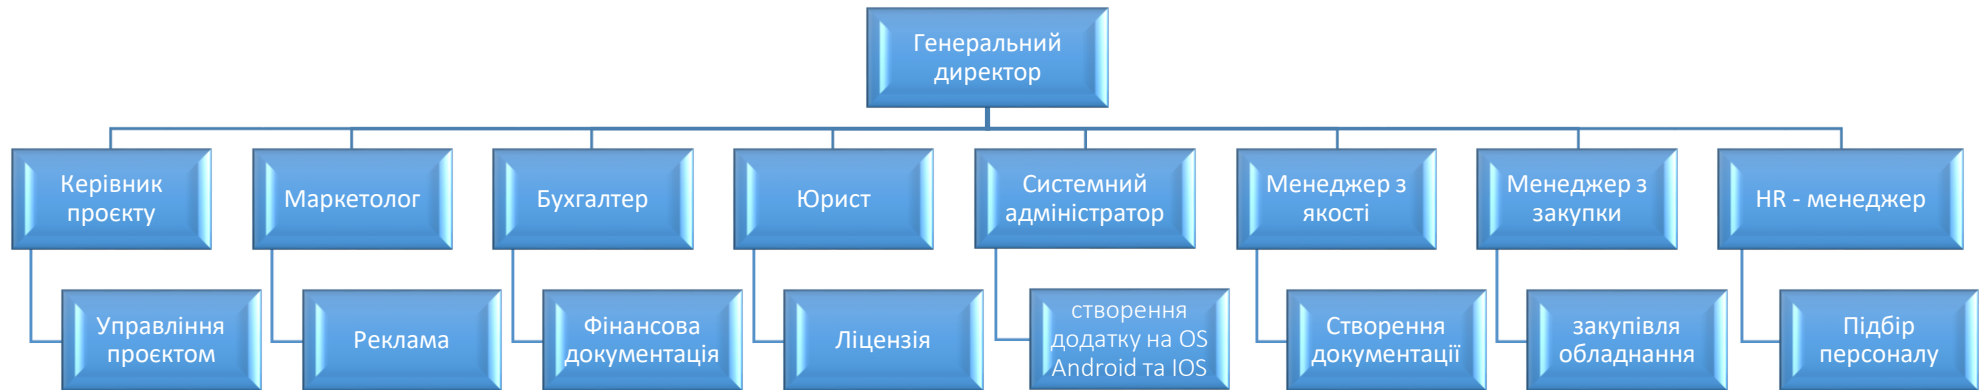 Генеральний
директор
Керівник
проєкту
Маркетолог
Бухгалтер
Юрист
Системний
адміністратор
Менеджер з
якості
Менеджер з
закупки
HR - менеджер
Управління
проєктом
Реклама
Фінансова
документація
Ліцензія
створення
додатку на OS
Android та IOS
Створення
документації
закупівля
обладнання
Підбір
персоналу